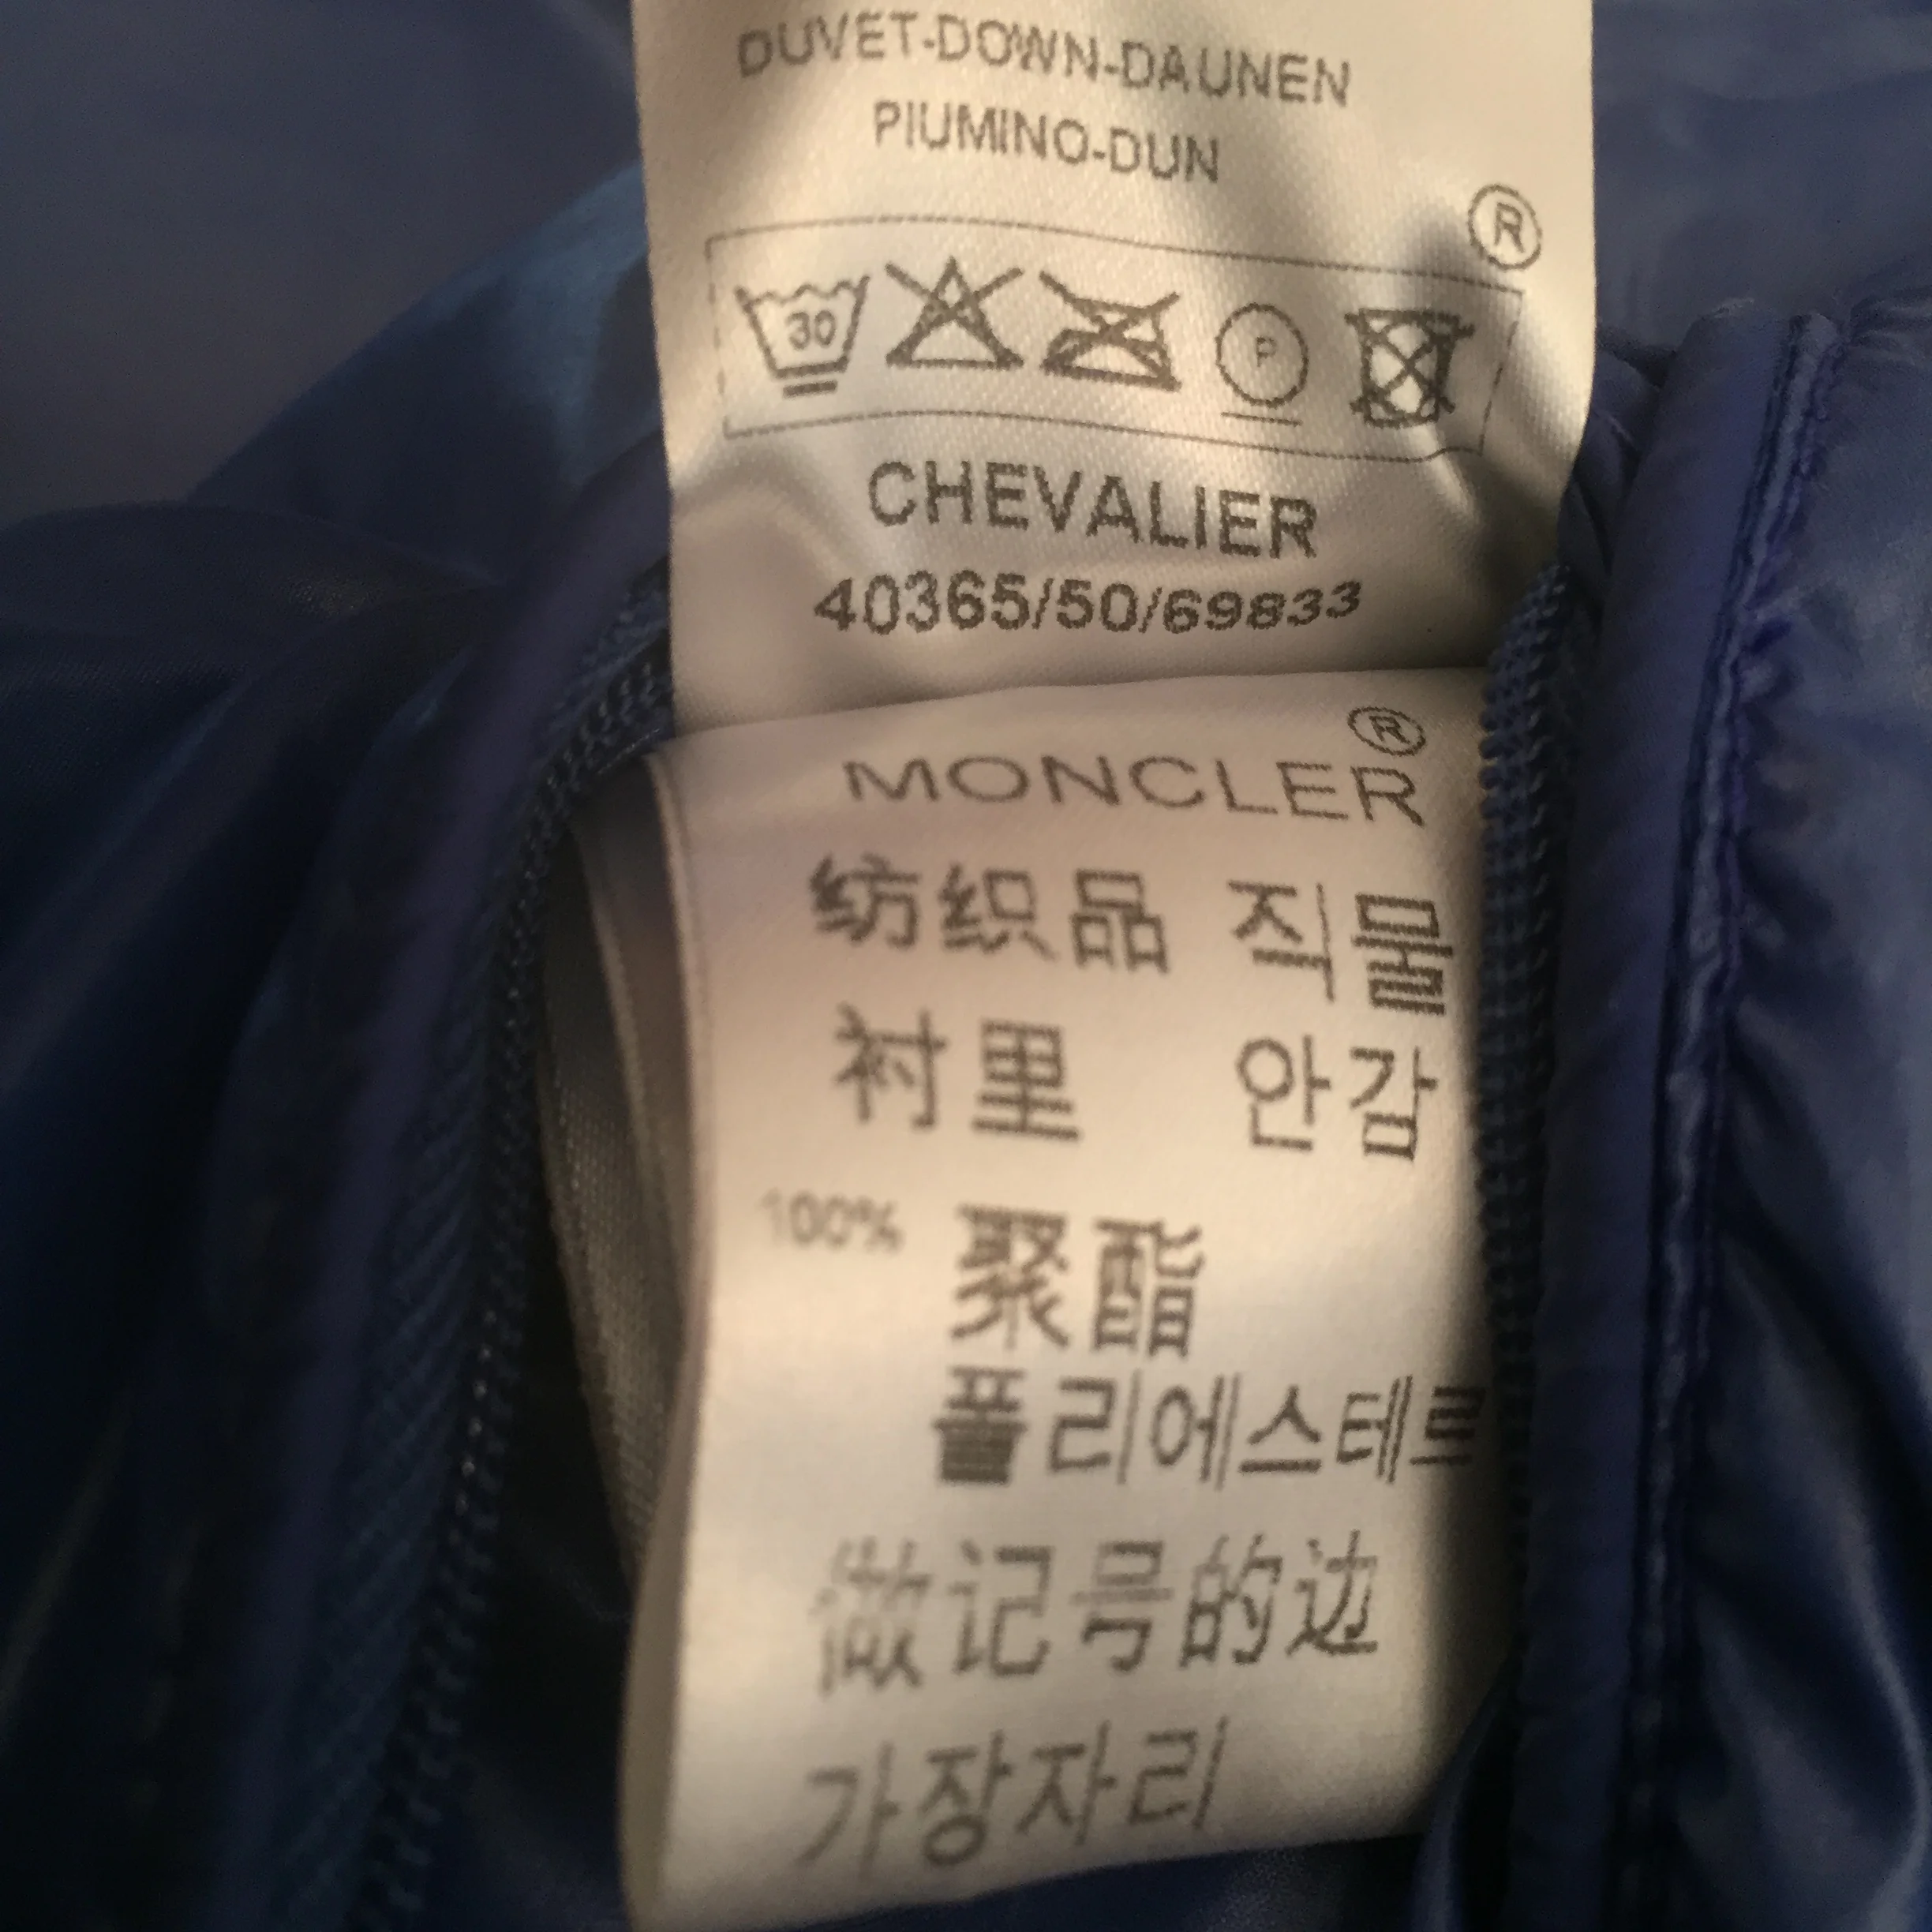 DUVET-DOWN-DAUNEN
PIUMINO-DUN
®
30 P
CHEVALIER
40365/50/69833
MONCLER®
纺织品 직물
衬里 안감
100% 聚酯
폴리에스테르
做记号的边
가장자리